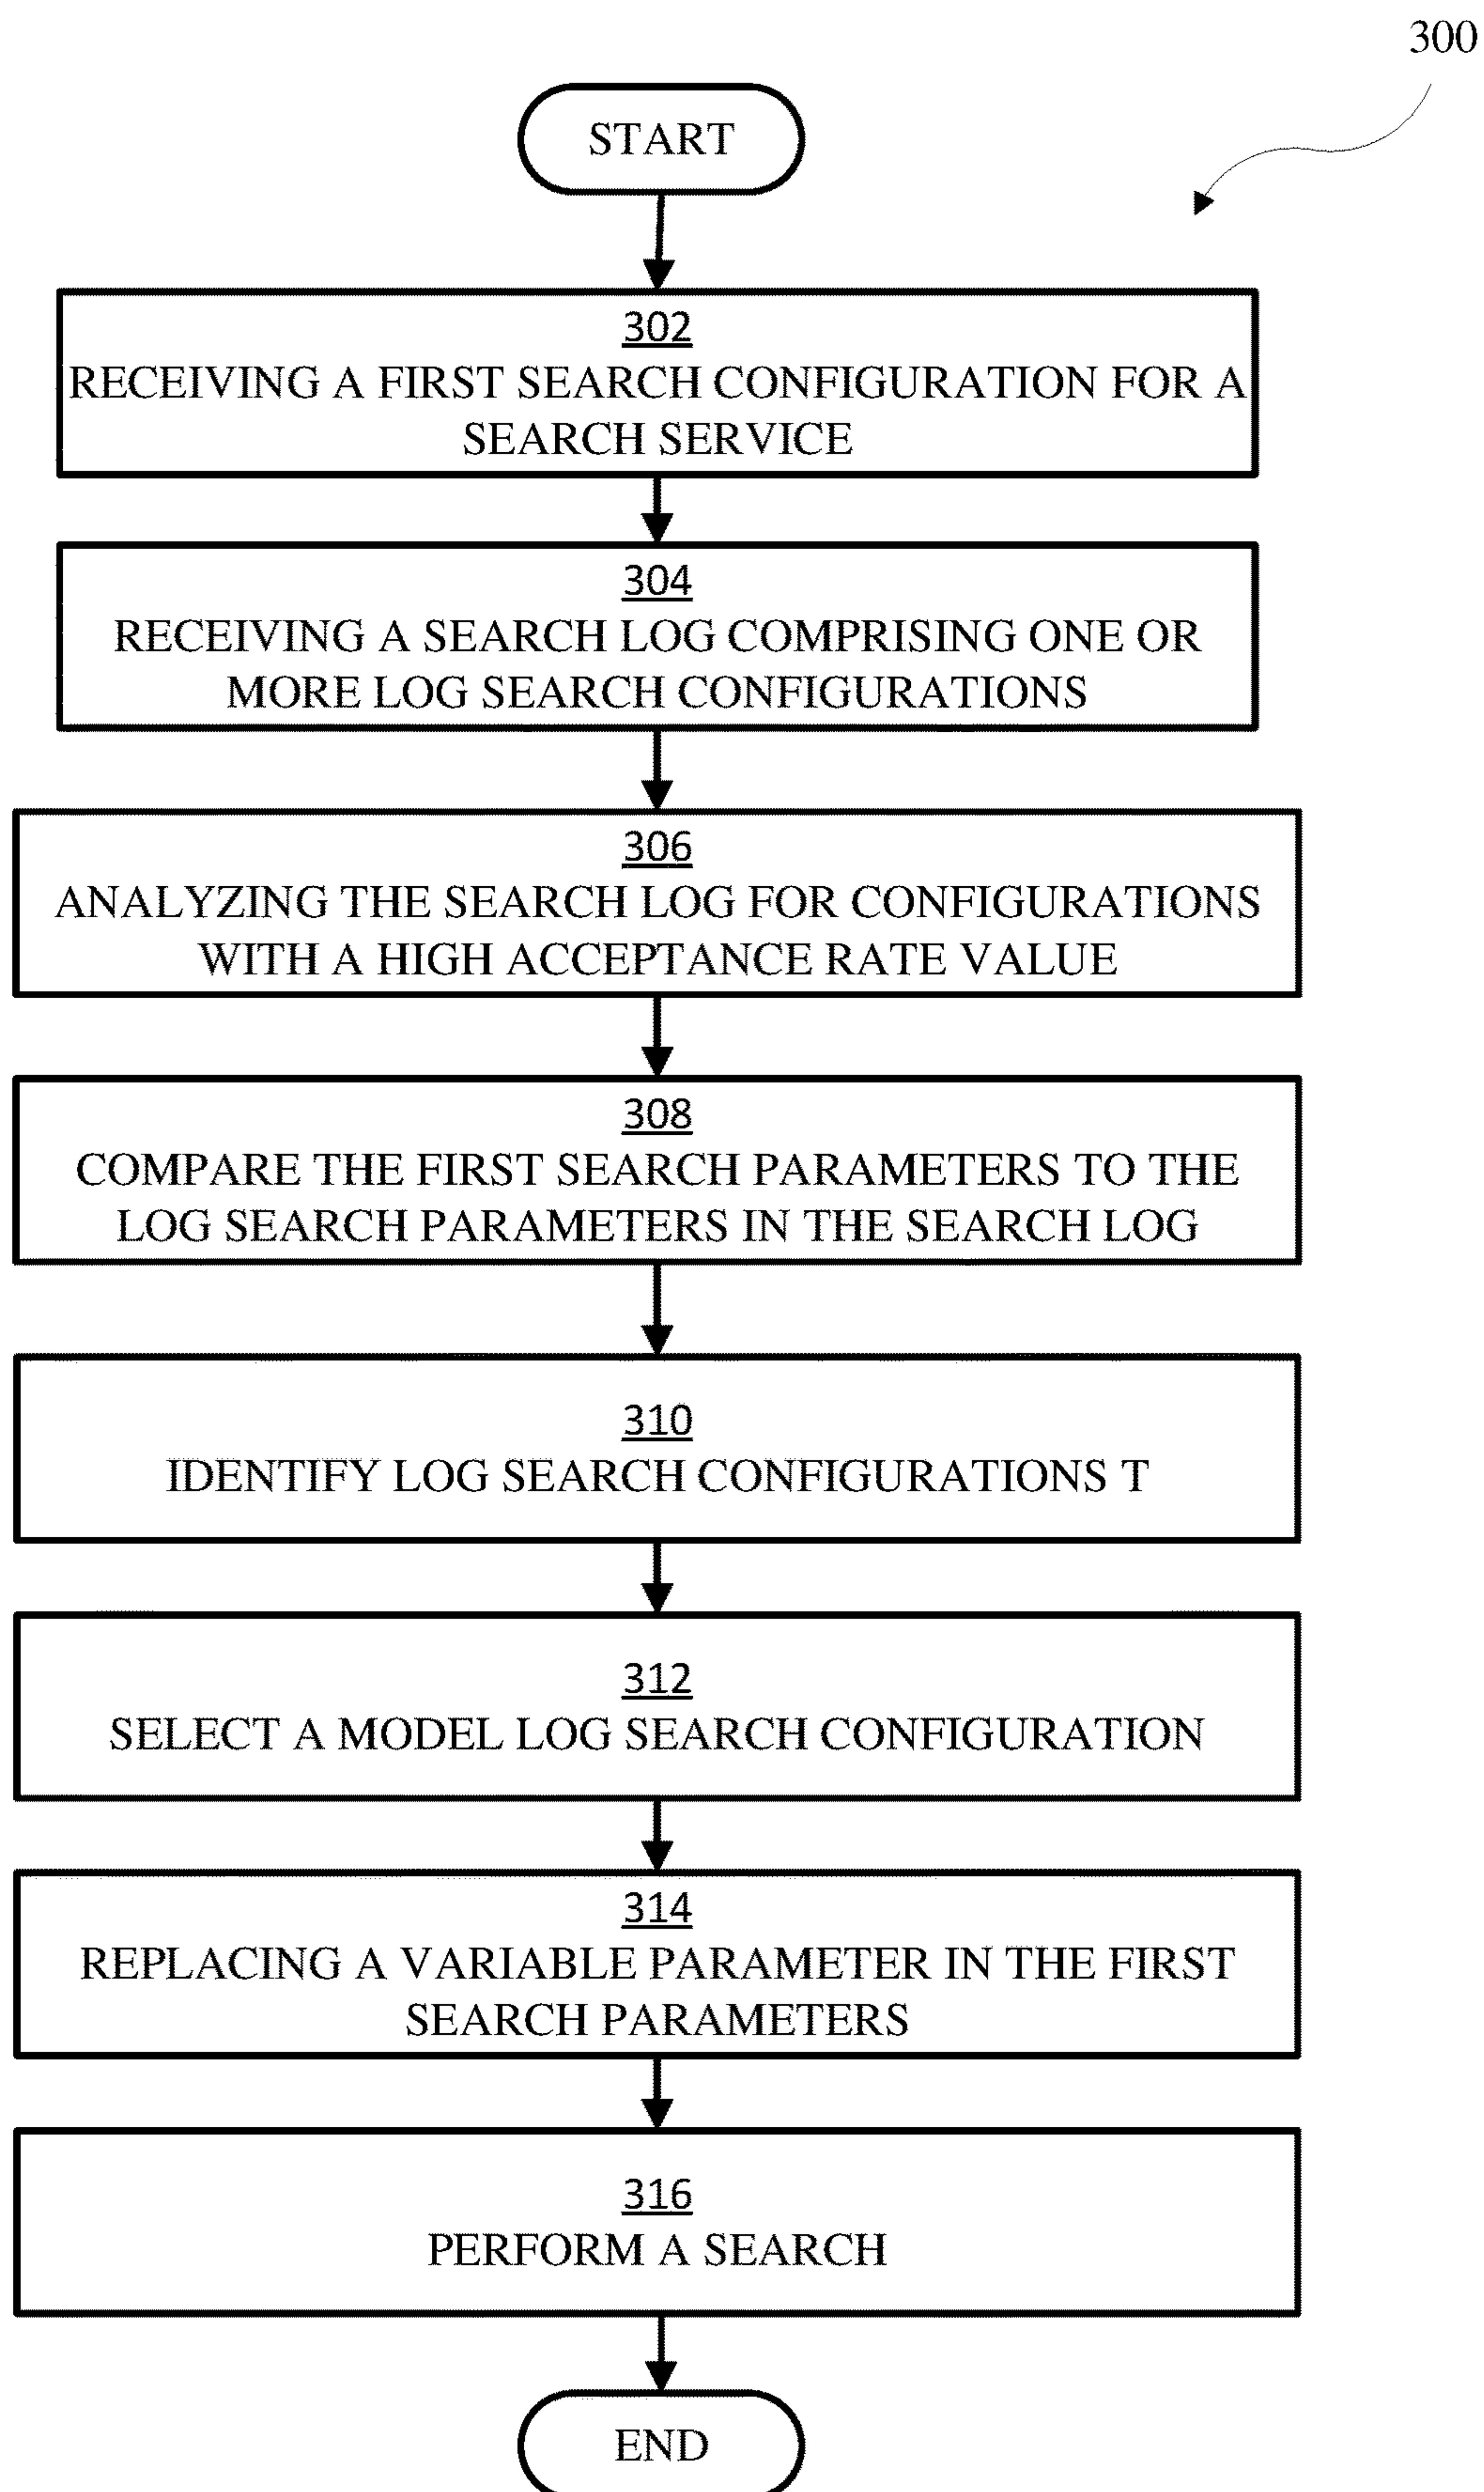 300
START
302
RECEIVING A FIRST SEARCH CONFIGURATION FOR A
SEARCH SERVICE
304
RECEIVING A SEARCH LOG COMPRISING ONE OR
MORE LOG SEARCH CONFIGURATIONS
306
ANALYZING THE SEARCH LOG FOR CONFIGURATIONS
WITH A HIGH ACCEPTANCE RATE VALUE
308
COMPARE THE FIRST SEARCH PARAMETERS TO THE
LOG SEARCH PARAMETERS IN THE SEARCH LOG
310
IDENTIFY LOG SEARCH CONFIGURATIONS T
312
SELECT A MODEL LOG SEARCH CONFIGURATION
314
REPLACING A VARIABLE PARAMETER IN THE FIRST
SEARCH PARAMETERS
316
PERFORM A SEARCH
END